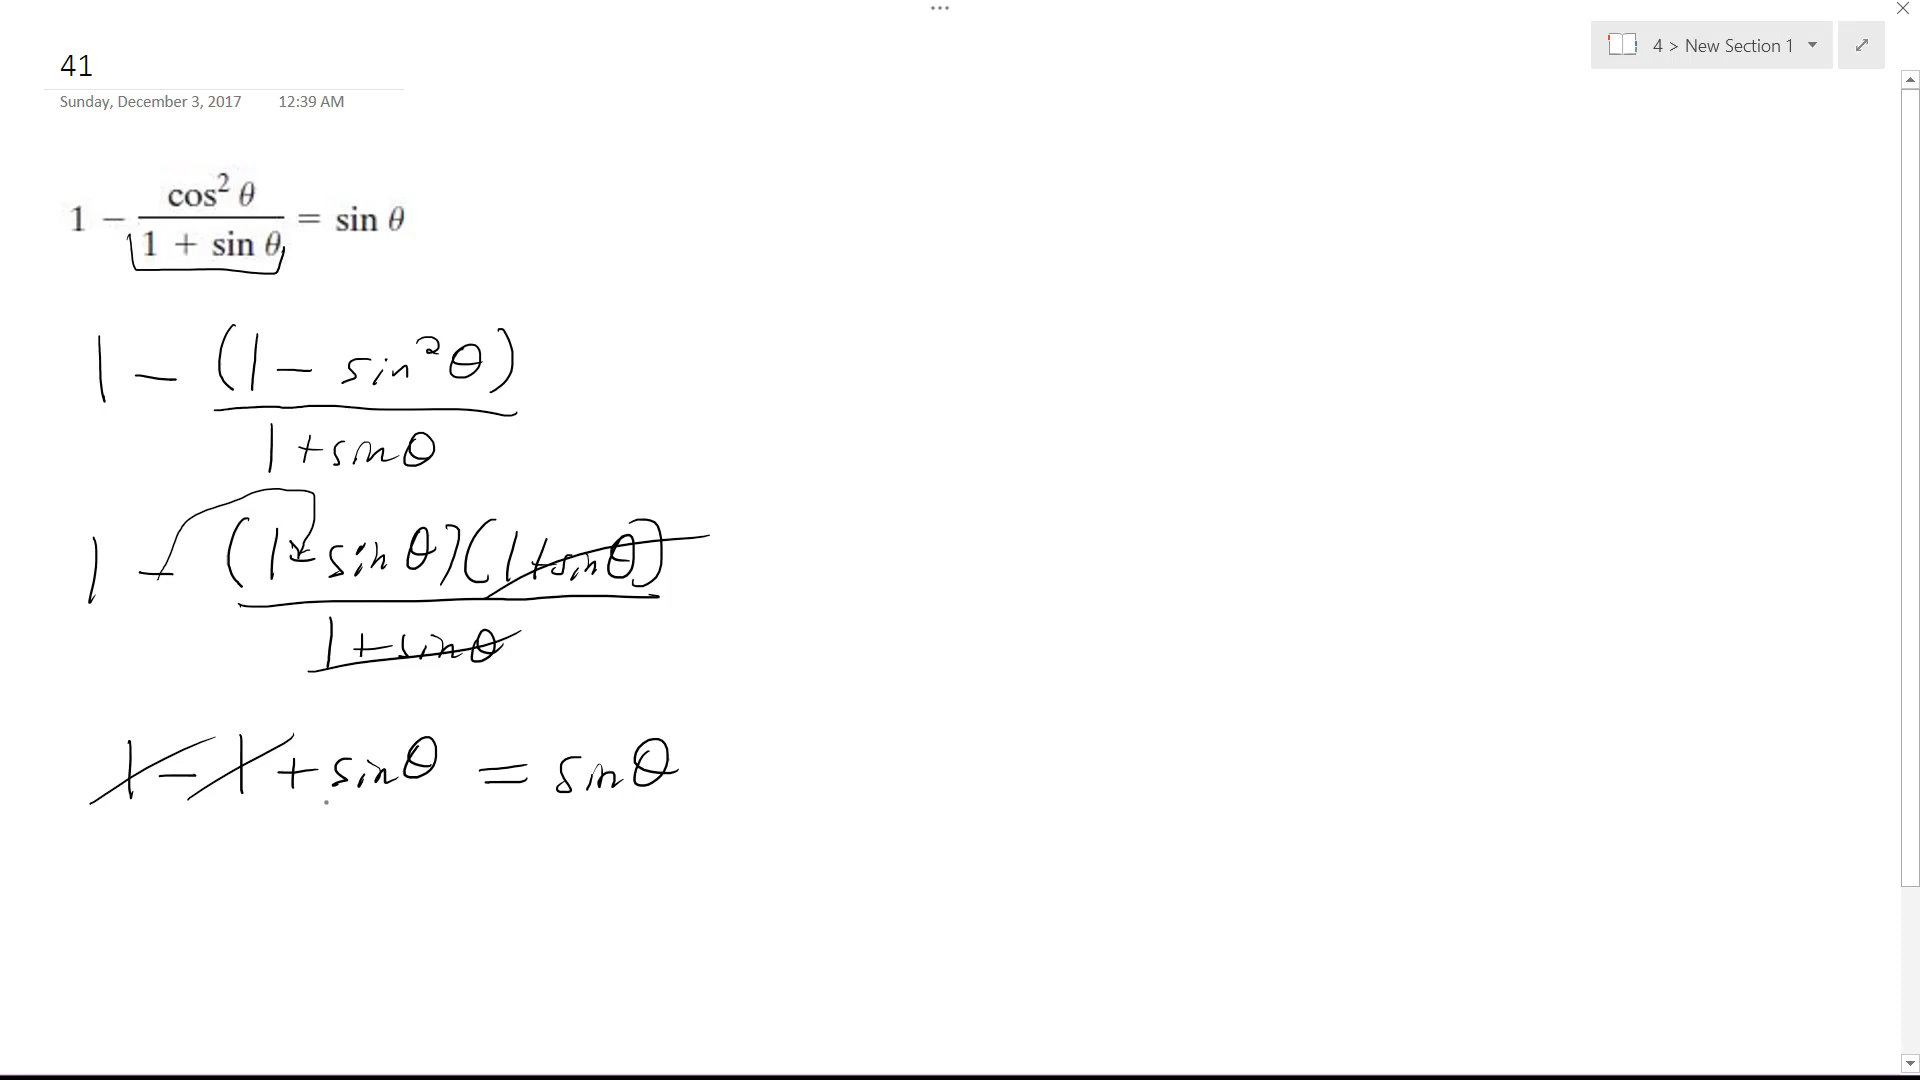 4 > New Section 1
41
Sunday, December 3, 2017 12:39 AM
1 - cos² θ / 1 + sin θ = sin θ
1 - (1 - sin²θ) / 1 + sinθ
1 - (1 - sin θ)(1 + sinθ) / 1 + sinθ
1 - 1 + sinθ = sinθ